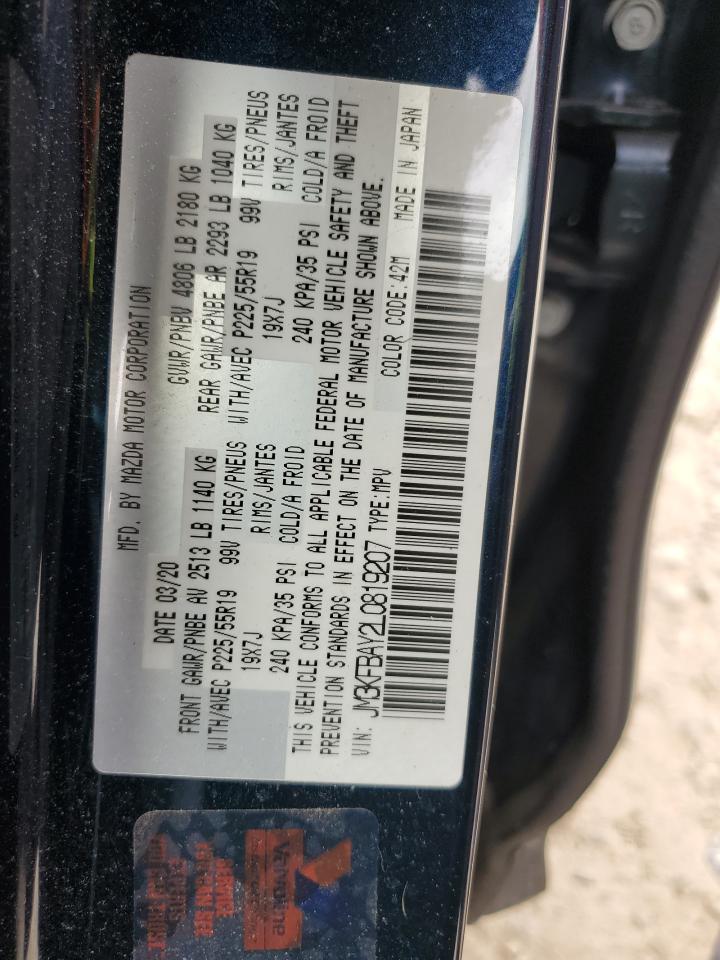 MFD. BY MAZDA MOTOR CORPORATION
DATE 03/20 GVWR/PNBV 4806 LB 2180 KG
FRONT GAWR/PNBE AV 2513 LB 1140 KG REAR GAWR/PNBE AR 2293 LB 1040 KG
WITH/AVEC P225/55R19 99V TIRES/PNEUS WITH/AVEC P225/55R19 99V TIRES/PNEUS
19X7J RIMS/JANTES 19X7J RIMS/JANTES
240 KPA/35 PSI COLD/A FROID 240 KPA/35 PSI COLD/A FROID
THIS VEHICLE CONFORMS TO ALL APPLICABLE FEDERAL MOTOR VEHICLE SAFETY AND THEFT
PREVENTION STANDARDS IN EFFECT ON THE DATE OF MANUFACTURE SHOWN ABOVE.
VIN: JM3KFBAY2L0819207 TYPE:MPV COLOR CODE:42M MADE IN JAPAN
Valvoline